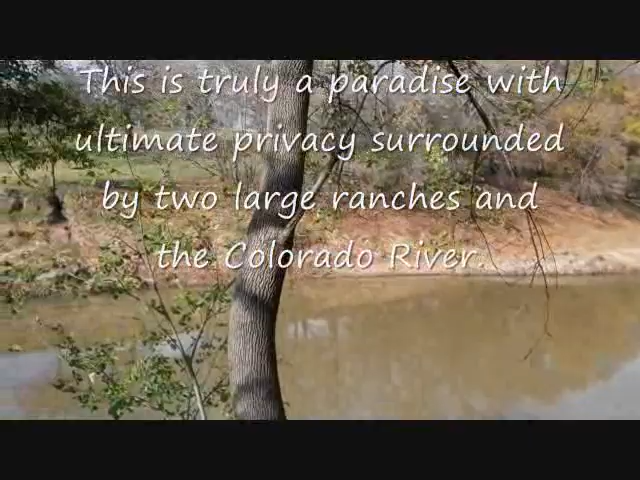 This is truly a paradise with
ultimate privacy surrounded
by two large ranches and
the Colorado River.